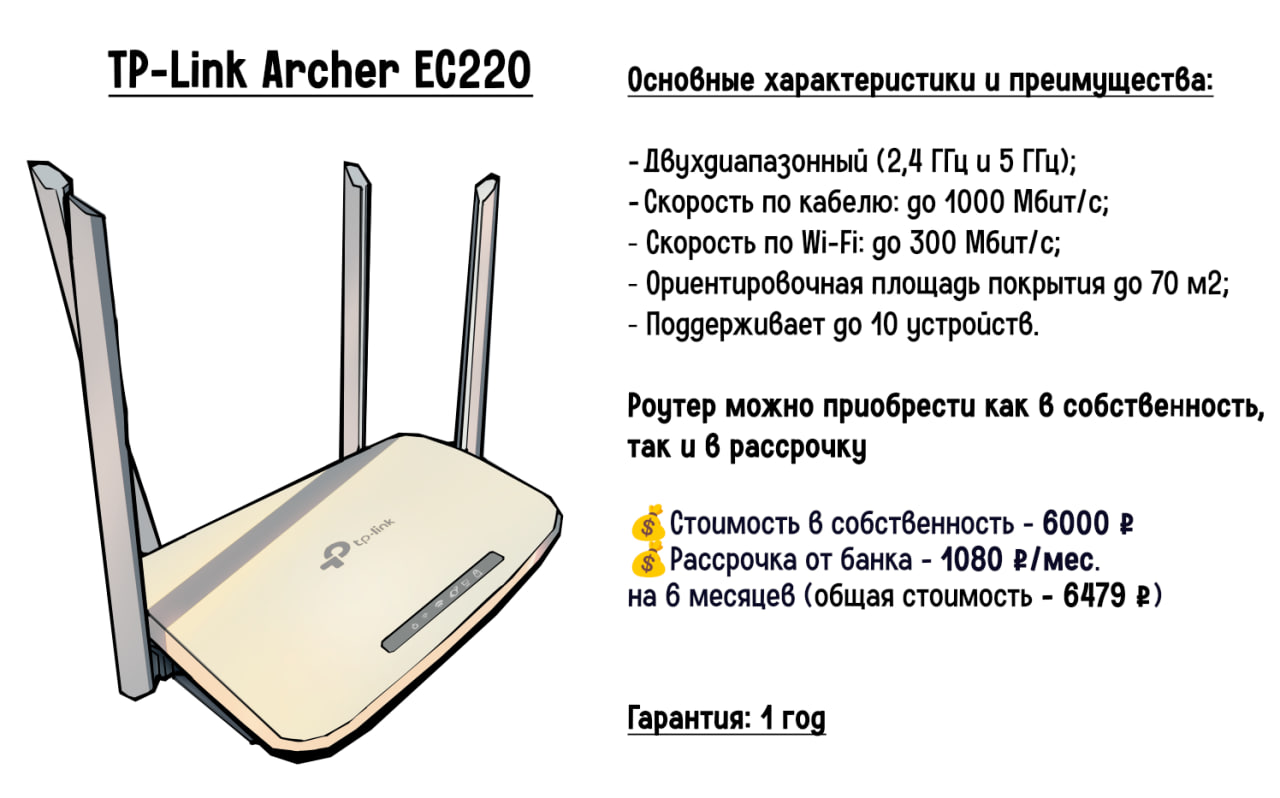 TP-Link Archer EC220
Основные характеристики и преимущества:
- Двухдиапазонный (2,4 ГГц и 5 ГГц);
- Скорость по кабелю: до 1000 Мбит/с;
- Скорость по Wi-Fi: до 300 Мбит/с;
- Ориентировочная площадь покрытия до 70 м2;
- Поддерживает до 10 устройств.
Роутер можно приобрести как в собственность,
так и в рассрочку
💰Стоимость в собственность - 6000 ₽
💰Рассрочка от банка - 1080 ₽/мес.
на 6 месяцев (общая стоимость - 6479 ₽)
Гарантия: 1 год
tp-link